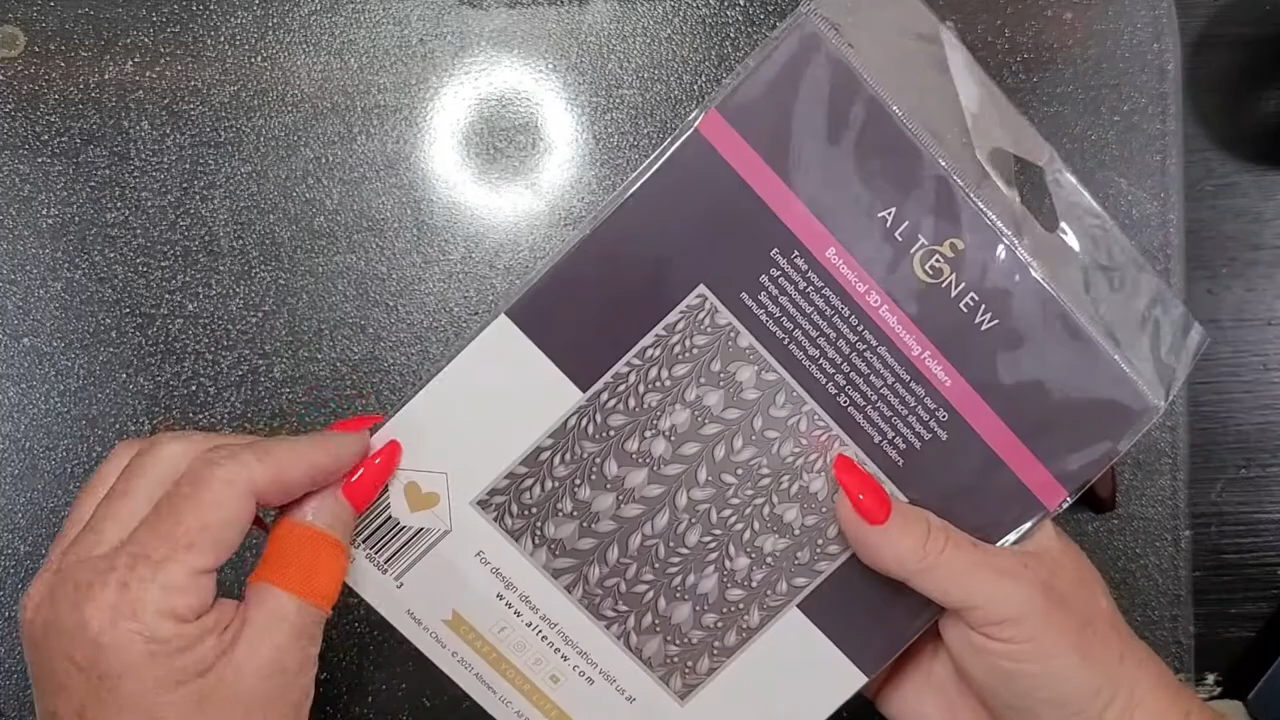 ALTENEW
Botanical 3D Embossing Folders
Take your projects to a new dimension with our 3D
Embossing Folders! Instead of achieving merely two levels
of embossed texture, this folder will produce shaped
three-dimensional designs to enhance your creations.
Simply run through your die cutter following the
manufacturer's instructions for 3D embossing folders.
00308
3
For design ideas and inspiration visit us at
www.altenew.com
CRAFT YOUR LIFE
Made in China - © 2021 Altenew, LLC - All